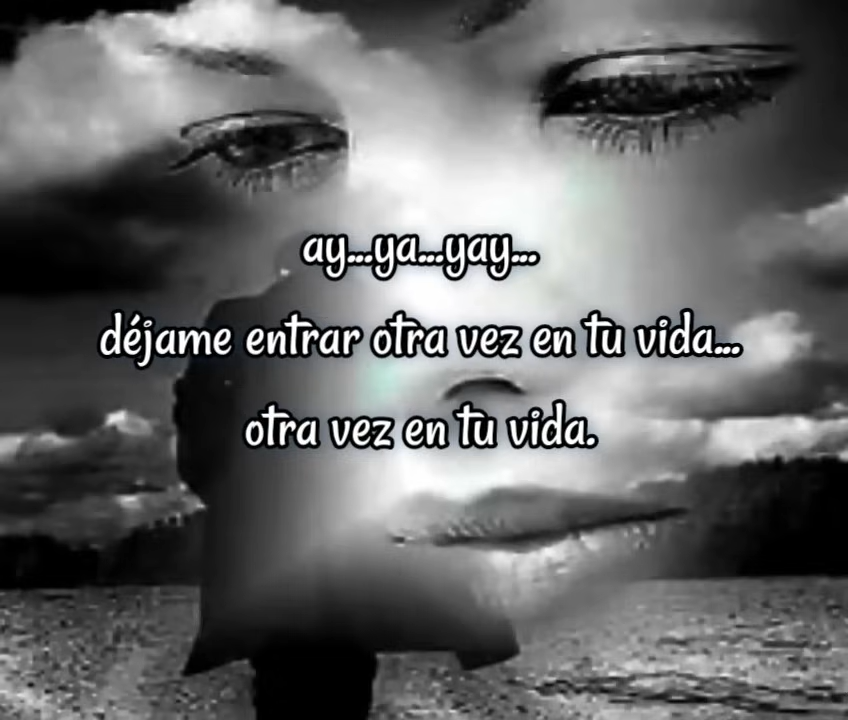 ay...ya...yay...
déjame entrar otra vez en tu vida...
otra vez en tu vida.